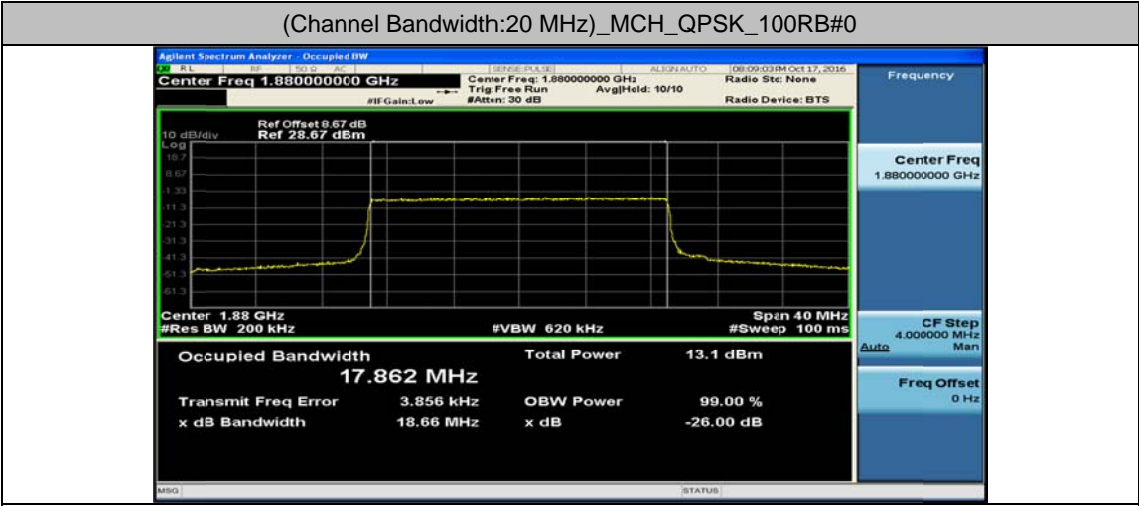 (Channel Bandwidth:20 MHz)_MCH_QPSK_100RB#0
Agilent Spectrum Analyzer - Occupied BW
RL RF 50 Ω AC SENSE:PULSE ALIGN AUTO 08:09:03 PM Oct 17, 2016
Center Freq 1.880000000 GHz Center Freq: 1.880000000 GHz Radio Std: None Frequency
Trig: Free Run Avg|Hold: 10/10
#IFGain:Low #Atten: 30 dB Radio Device: BTS
Ref Offset 8.67 dB
10 dB/div Ref 28.67 dBm
Log
18.7
8.67
-1.33
-11.3
-21.3
-31.3
-41.3
-51.3
-61.3
Center Freq
1.880000000 GHz
Center 1.88 GHz Span 40 MHz
#Res BW 200 kHz #VBW 620 kHz #Sweep 100 ms
CF Step
4.000000 MHz
Auto Man
Occupied Bandwidth Total Power 13.1 dBm
17.862 MHz
Freq Offset
0 Hz
Transmit Freq Error 3.856 kHz OBW Power 99.00 %
x dB Bandwidth 18.66 MHz x dB -26.00 dB
MSG STATUS